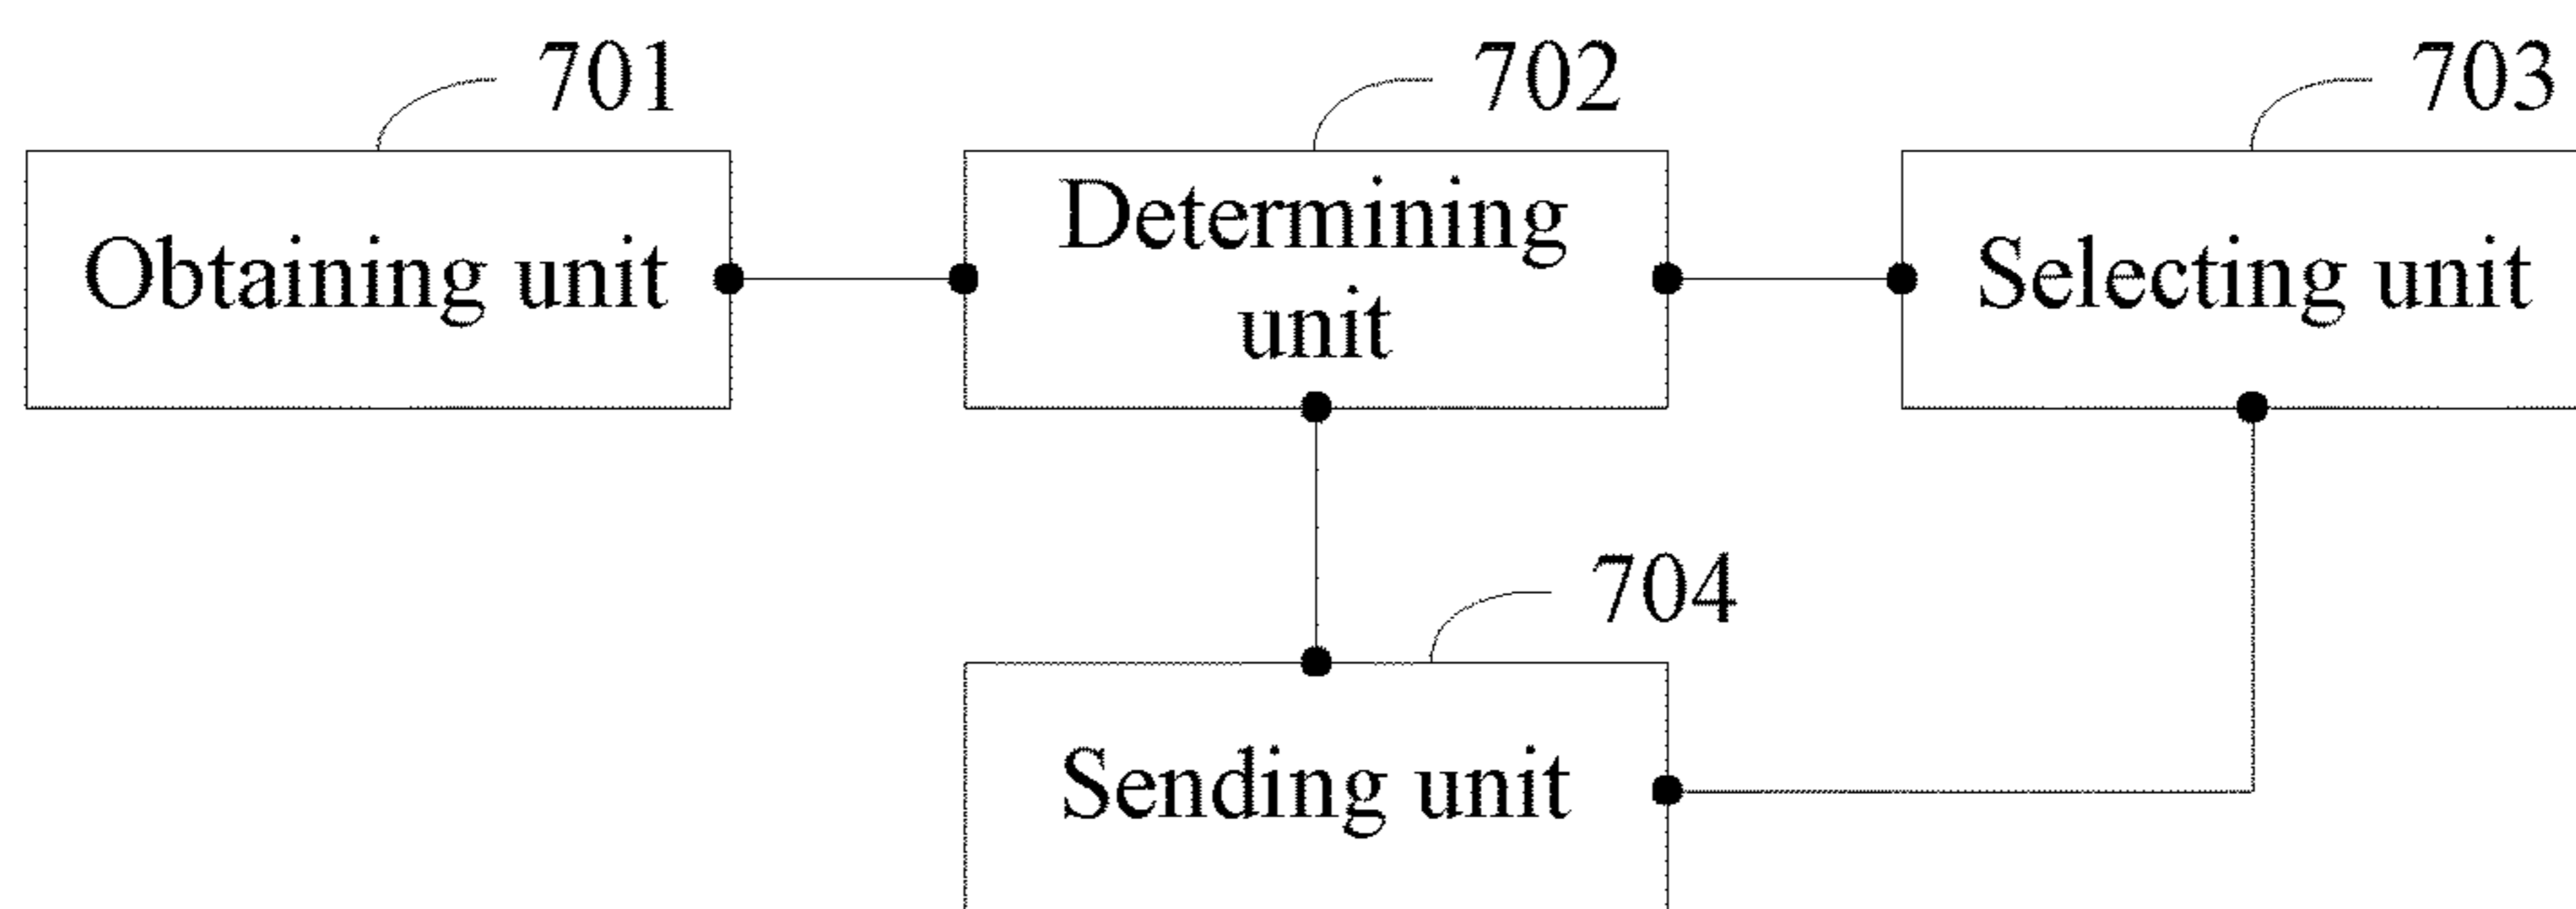 701
702
703
Obtaining unit
Determining
unit
Selecting unit
704
Sending unit